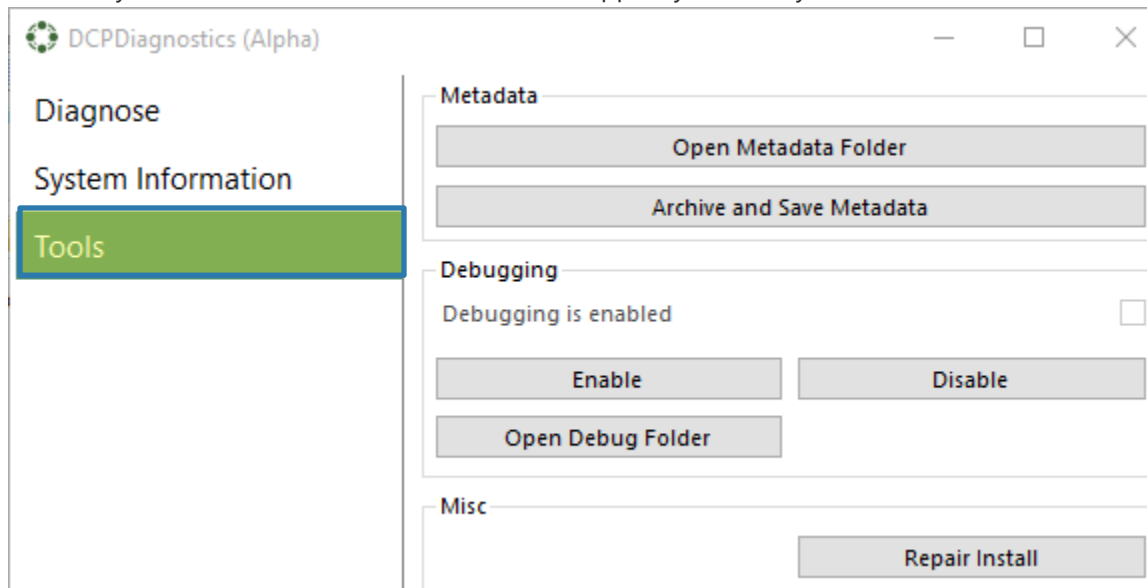 DCPDiagnostics (Alpha)
Diagnose
System Information
Tools
Metadata
Open Metadata Folder
Archive and Save Metadata
Debugging
Debugging is enabled
Enable
Disable
Open Debug Folder
Misc
Repair Install